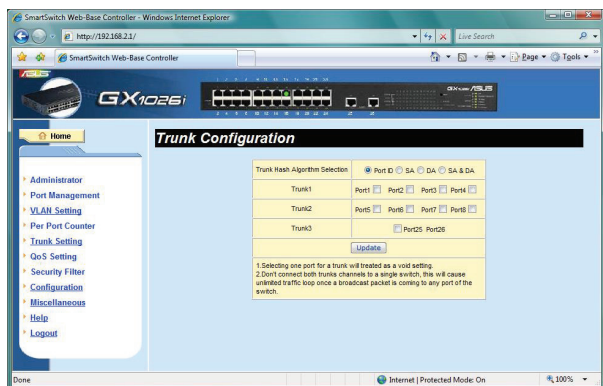 SmartSwitch Web-Base Controller - Windows Internet Explorer
http://192.168.2.1/
Live Search
SmartSwitch Web-Base Controller
Page
Tools
ASUS
GX1026i
Home
Trunk Configuration
Administrator
Port Management
VLAN Setting
Per Port Counter
Trunk Setting
QoS Setting
Security Filter
Configuration
Miscellaneous
Help
Logout
Trunk Hash Algorithm Selection Port ID SA DA SA & DA
Trunk1 Port1 Port2 Port3 Port4
Trunk2 Port5 Port6 Port7 Port8
Trunk3 Port25 Port26
Update
1.Selecting one port for a trunk will treated as a void setting.
2.Don't connect both trunks channels to a single switch, this will cause
unlimited traffic loop once a broadcast packet is coming to any port of the
switch.
Done
Internet | Protected Mode: On
100%